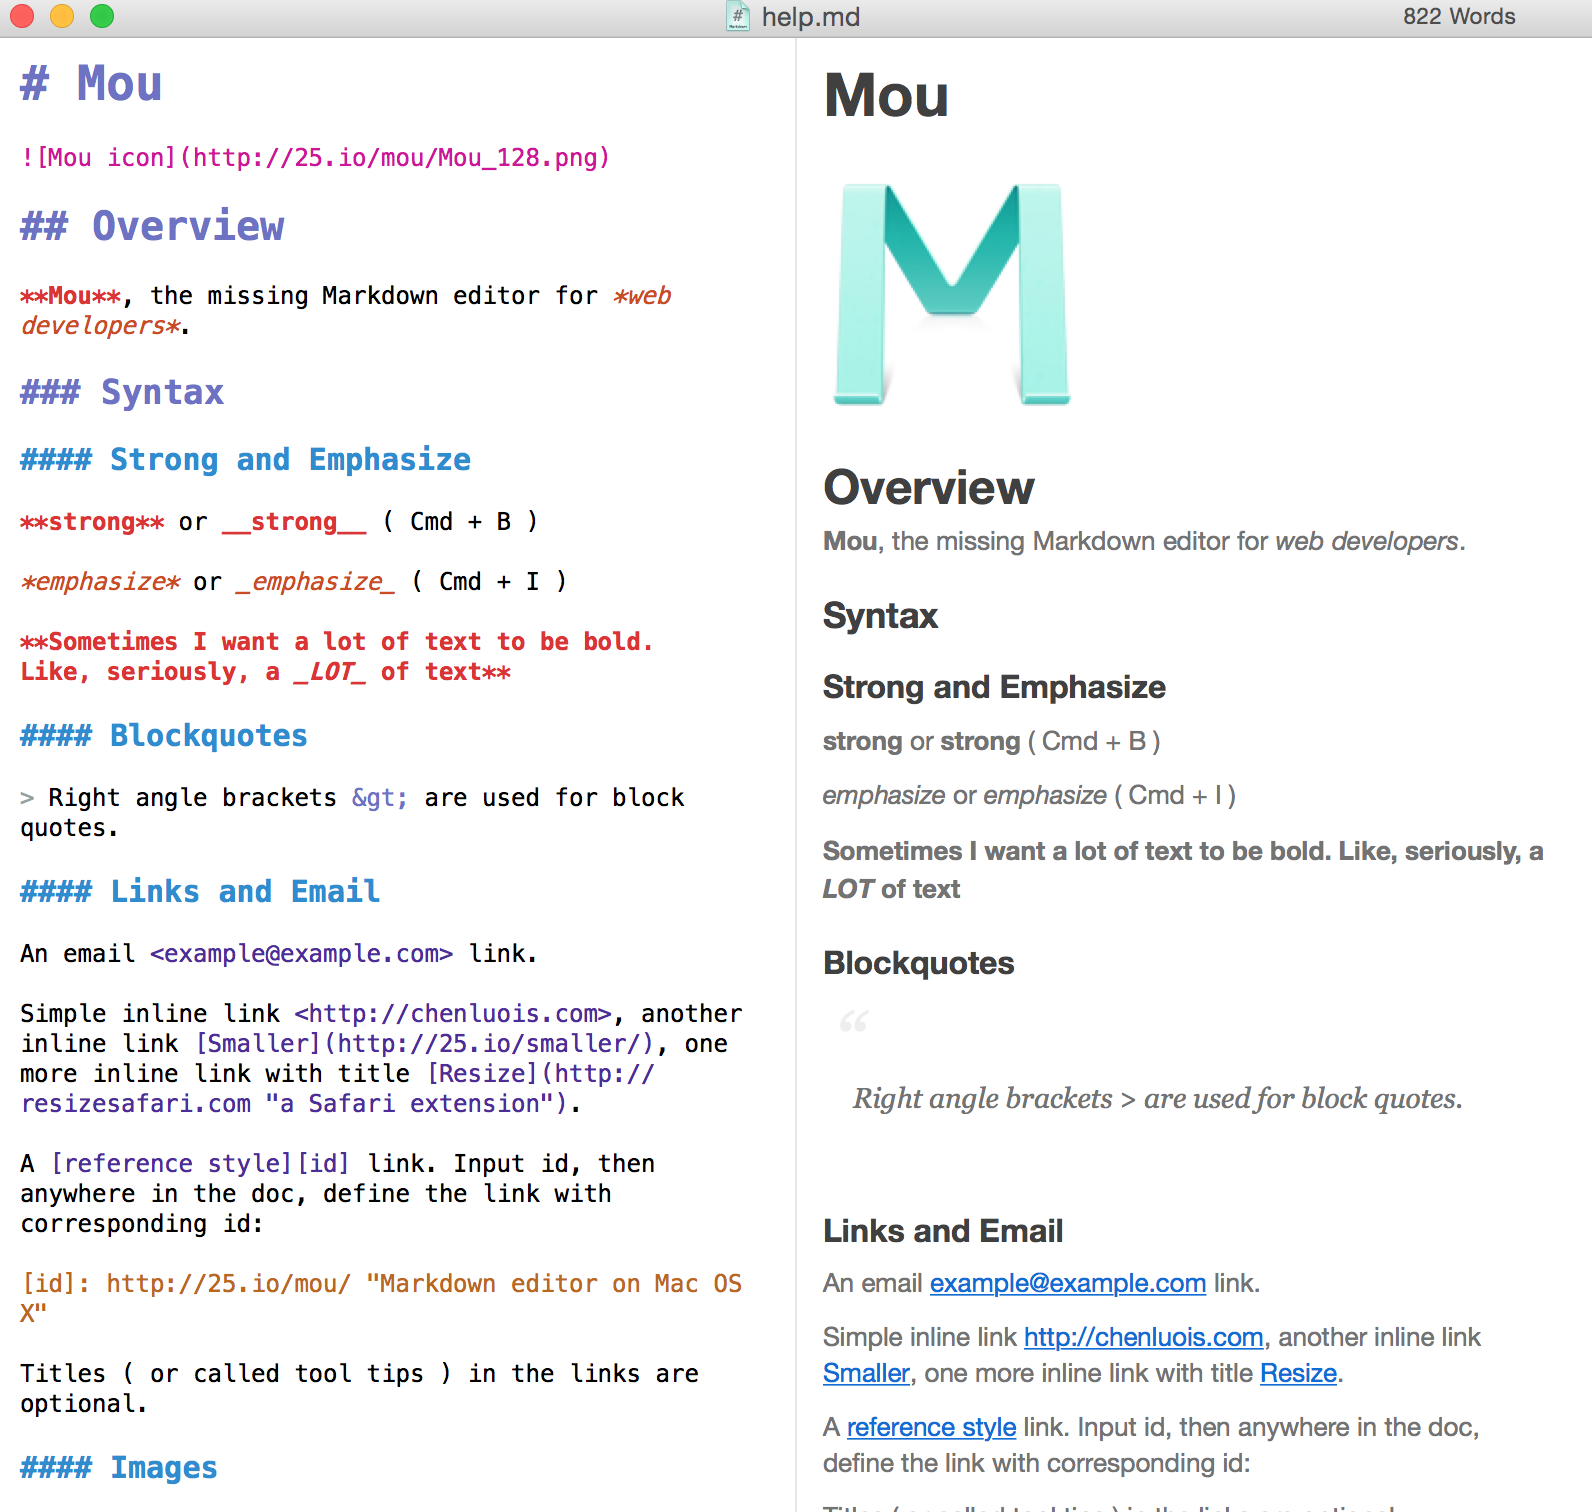 help.md
822 Words
# Mou
![Mou icon](http://25.io/mou/Mou_128.png)
## Overview
**Mou**, the missing Markdown editor for *web
developers*.
### Syntax
#### Strong and Emphasize
**strong** or __strong__ ( Cmd + B )
*emphasize* or _emphasize_ ( Cmd + I )
**Sometimes I want a lot of text to be bold.
Like, seriously, a _LOT_ of text**
#### Blockquotes
> Right angle brackets &gt; are used for block
quotes.
#### Links and Email
An email <example@example.com> link.
Simple inline link <http://chenluois.com>, another
inline link [Smaller](http://25.io/smaller/), one
more inline link with title [Resize](http://
resizesafari.com "a Safari extension").
A [reference style][id] link. Input id, then
anywhere in the doc, define the link with
corresponding id:
[id]: http://25.io/mou/ "Markdown editor on Mac OS
X"
Titles ( or called tool tips ) in the links are
optional.
#### Images
Mou
Overview
Mou, the missing Markdown editor for web developers.
Syntax
Strong and Emphasize
strong or strong ( Cmd + B )
emphasize or emphasize ( Cmd + I )
Sometimes I want a lot of text to be bold. Like, seriously, a
LOT of text
Blockquotes
“
Right angle brackets > are used for block quotes.
Links and Email
An email example@example.com link.
Simple inline link http://chenluois.com, another inline link
Smaller, one more inline link with title Resize.
A reference style link. Input id, then anywhere in the doc,
define the link with corresponding id:
Titles ( or called tool tips ) in the links are optional.